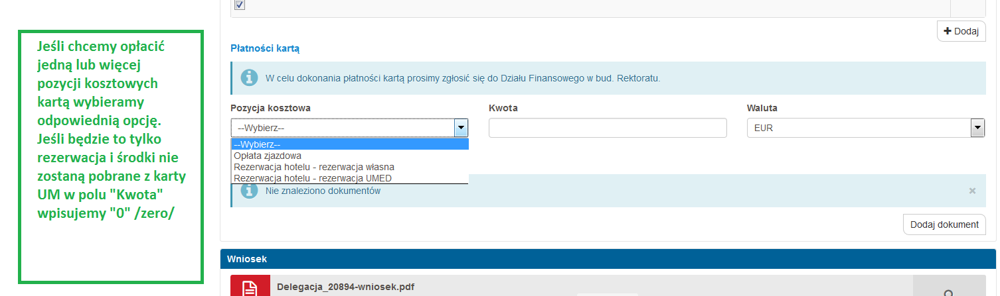 Jeśli chcemy opłacić
jedną lub więcej
pozycji kosztowych
kartą wybieramy
odpowiednią opcję.
Jeśli będzie to tylko
rezerwacja i środki nie
zostaną pobrane z karty
UM w polu "Kwota"
wpisujemy "0" /zero/
+ Dodaj
Płatności kartą
W celu dokonania płatności kartą prosimy zgłosić się do Działu Finansowego w bud. Rektoratu.
Pozycja kosztowa Kwota Waluta
--Wybierz-- EUR
--Wybierz--
Opłata zjazdowa
Rezerwacja hotelu - rezerwacja własna
Rezerwacja hotelu - rezerwacja UMED
Nie znaleziono dokumentów ×
Dodaj dokument
Wniosek
Delegacja_20894-wniosek.pdf